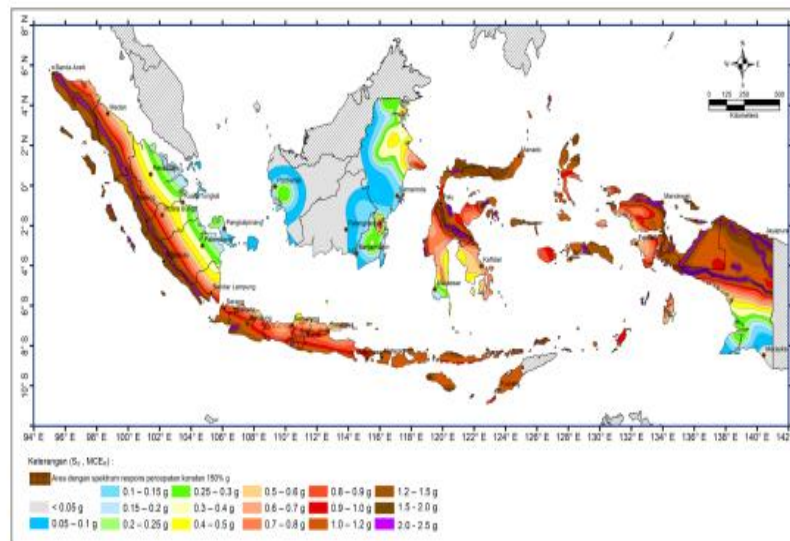 8° N
6° N
4° N
2° N
0°
2° S
4° S
6° S
8° S
10° S
N
W E
S
0 125 250 500
Kilometers
Banda Aceh
Medan
Manado
Manokwari
Jayapura
Samarinda
Palu
Pangkalpinang
Kendari
Makassar
Bandar Lampung
Serang
Merauke
94° E 96° E 98° E 100° E 102° E 104° E 106° E 108° E 110° E 112° E 114° E 116° E 118° E 120° E 122° E 124° E 126° E 128° E 130° E 132° E 134° E 136° E 138° E 140° E 142° E
Keterangan (S , MCE ) :
Area dengan spektrum respons percepatan konstan 150% g
< 0.05 g
0.05 – 0.1 g
0.1 – 0.15 g
0.15 – 0.2 g
0.2 – 0.25 g
0.25 – 0.3 g
0.3 – 0.4 g
0.4 – 0.5 g
0.5 – 0.6 g
0.6 – 0.7 g
0.7 – 0.8 g
0.8 – 0.9 g
0.9 – 1.0 g
1.0 – 1.2 g
1.2 – 1.5 g
1.5 - 2.0 g
2.0 - 2.5 g